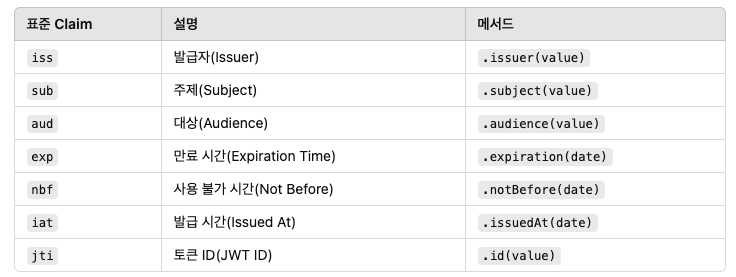 표준 Claim 설명 메서드
iss 발급자(Issuer) .issuer(value)
sub 주제(Subject) .subject(value)
aud 대상(Audience) .audience(value)
exp 만료 시간(Expiration Time) .expiration(date)
nbf 사용 불가 시간(Not Before) .notBefore(date)
iat 발급 시간(Issued At) .issuedAt(date)
jti 토큰 ID(JWT ID) .id(value)